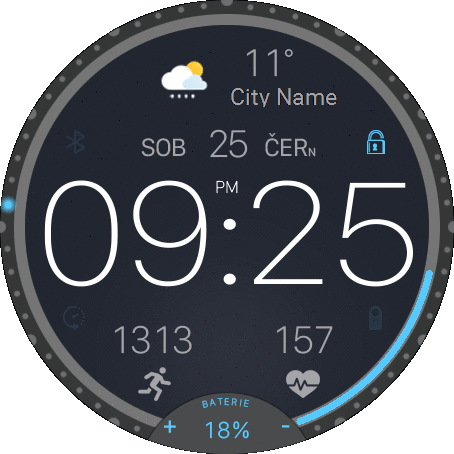 11°
City Name
SOB 25 ČERN
PM
09:25
1313 157
BATERIE
+ 18% -